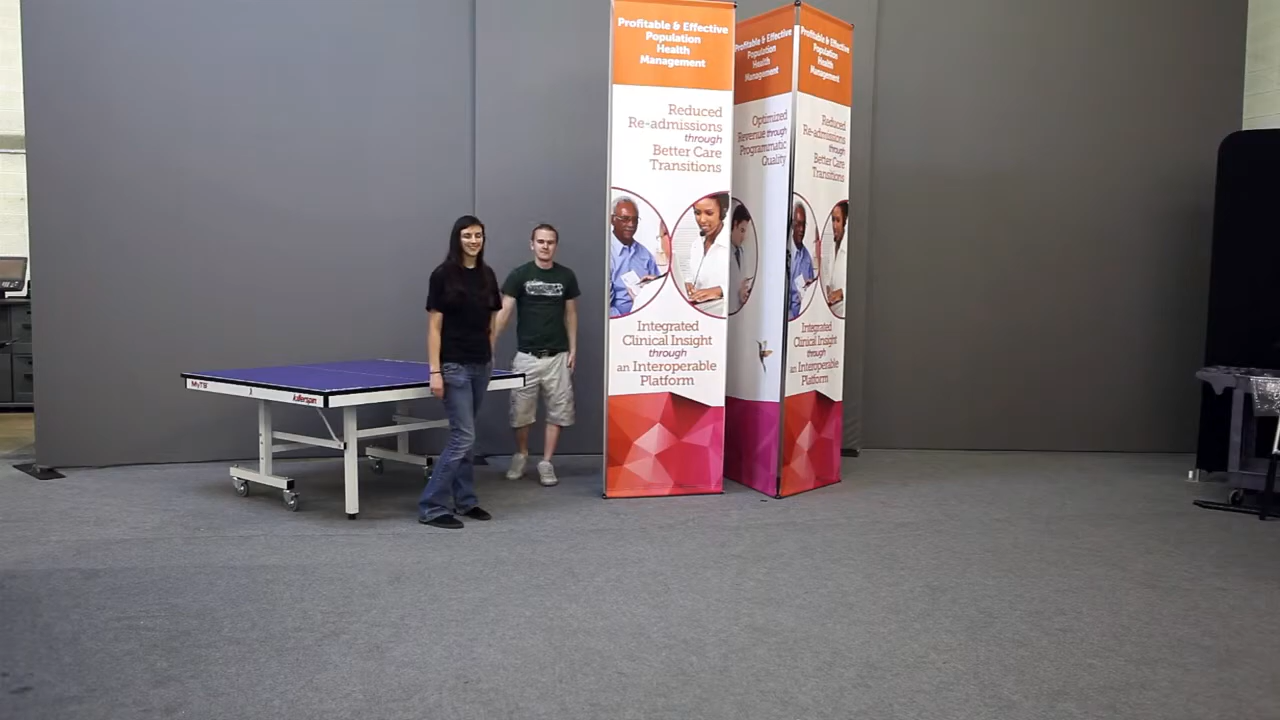 Profitable & Effective
Population
Health
Management
Reduced
Re-admissions
through
Better Care
Transitions
Integrated
Clinical Insight
through
an Interoperable
Platform
Profitable & Effective
Population
Health
Management
Optimized
Revenue through
Programmatic
Quality
Profitable & Effective
Population
Health
Management
Reduced
Re-admissions
through
Better Care
Transitions
Integrated
Clinical Insight
through
an Interoperable
Platform
MyT9
killerspin